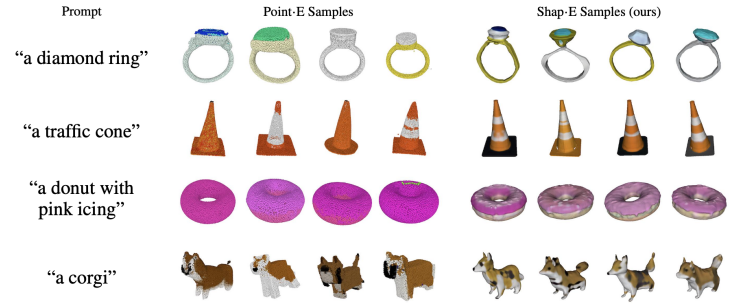 Prompt Point·E Samples Shap·E Samples (ours)
“a diamond ring”
“a traffic cone”
“a donut with
pink icing”
“a corgi”